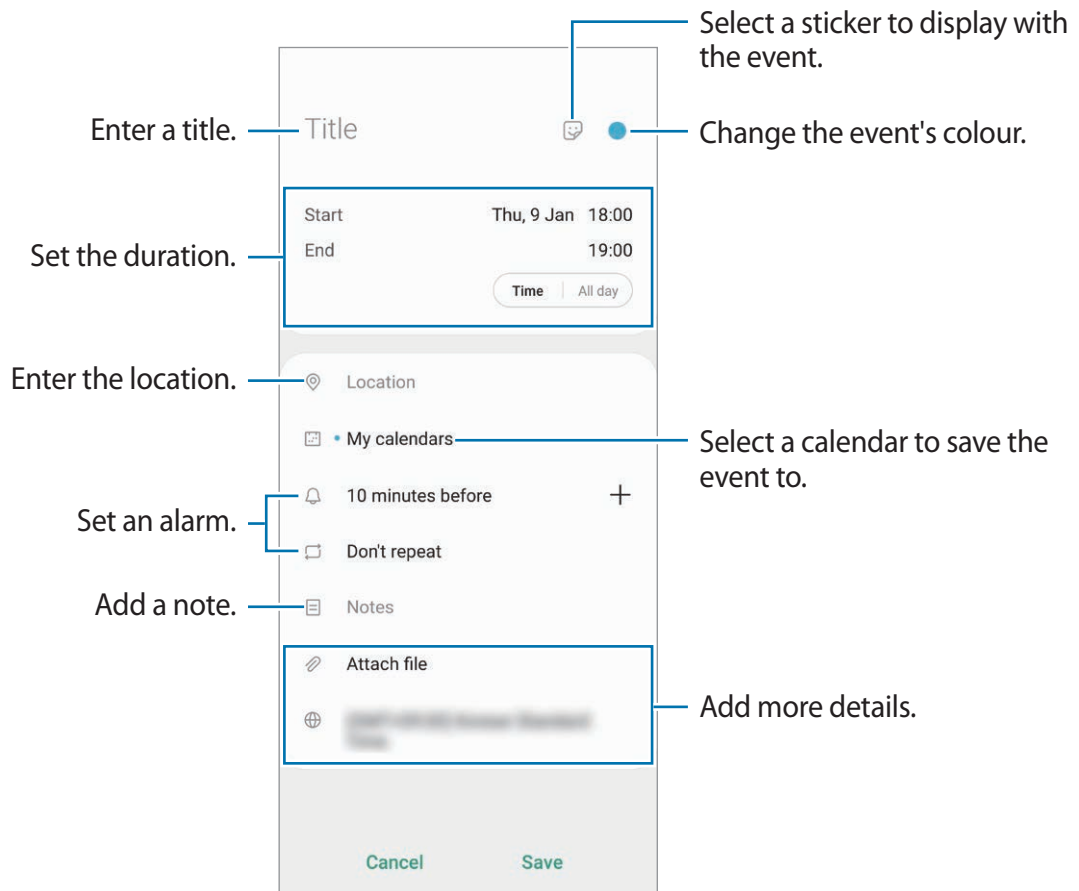 Select a sticker to display with
the event.
Enter a title.
Title
Change the event's colour.
Start Thu, 9 Jan 18:00
Set the duration.
End 19:00
Time All day
Enter the location.
Location
My calendars
Select a calendar to save the
event to.
10 minutes before
Set an alarm.
Don't repeat
Add a note.
Notes
Attach file
Add more details.
Cancel Save